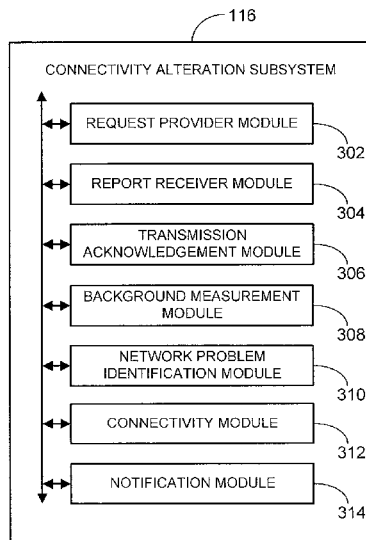 116
CONNECTIVITY ALTERATION SUBSYSTEM
REQUEST PROVIDER MODULE
302
REPORT RECEIVER MODULE
304
TRANSMISSION
ACKNOWLEDGEMENT MODULE
306
BACKGROUND MEASUREMENT
MODULE
308
NETWORK PROBLEM
IDENTIFICATION MODULE
310
CONNECTIVITY MODULE
312
NOTIFICATION MODULE
314